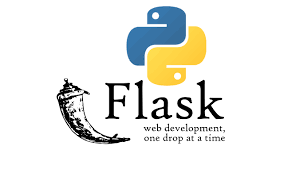 Flask
web development,
one drop at a time